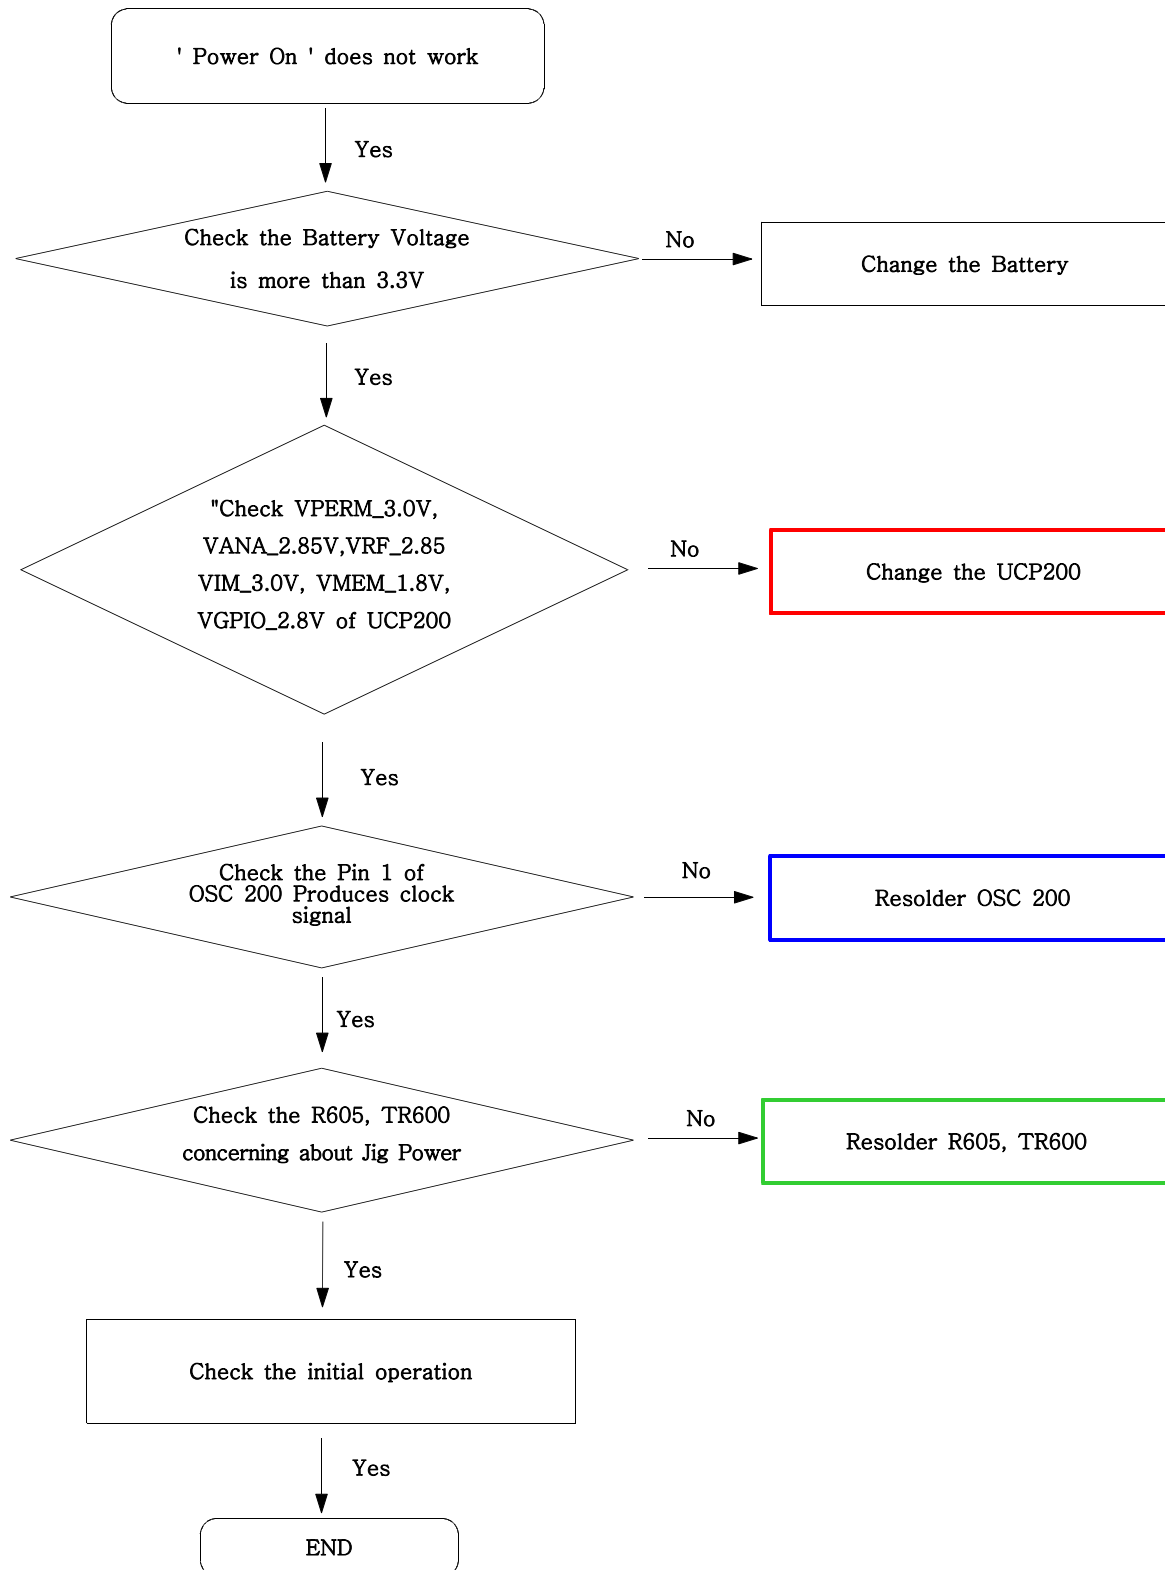 ' Power On ' does not work
Yes
Check the Battery Voltage
is more than 3.3V
No
Change the Battery
Yes
"Check VPERM_3.0V,
VANA_2.85V,VRF_2.85
VIM_3.0V, VMEM_1.8V,
VGPIO_2.8V of UCP200
No
Change the UCP200
Yes
Check the Pin 1 of
OSC 200 Produces clock
signal
No
Resolder OSC 200
Yes
Check the R605, TR600
concerning about Jig Power
No
Resolder R605, TR600
Yes
Check the initial operation
Yes
END